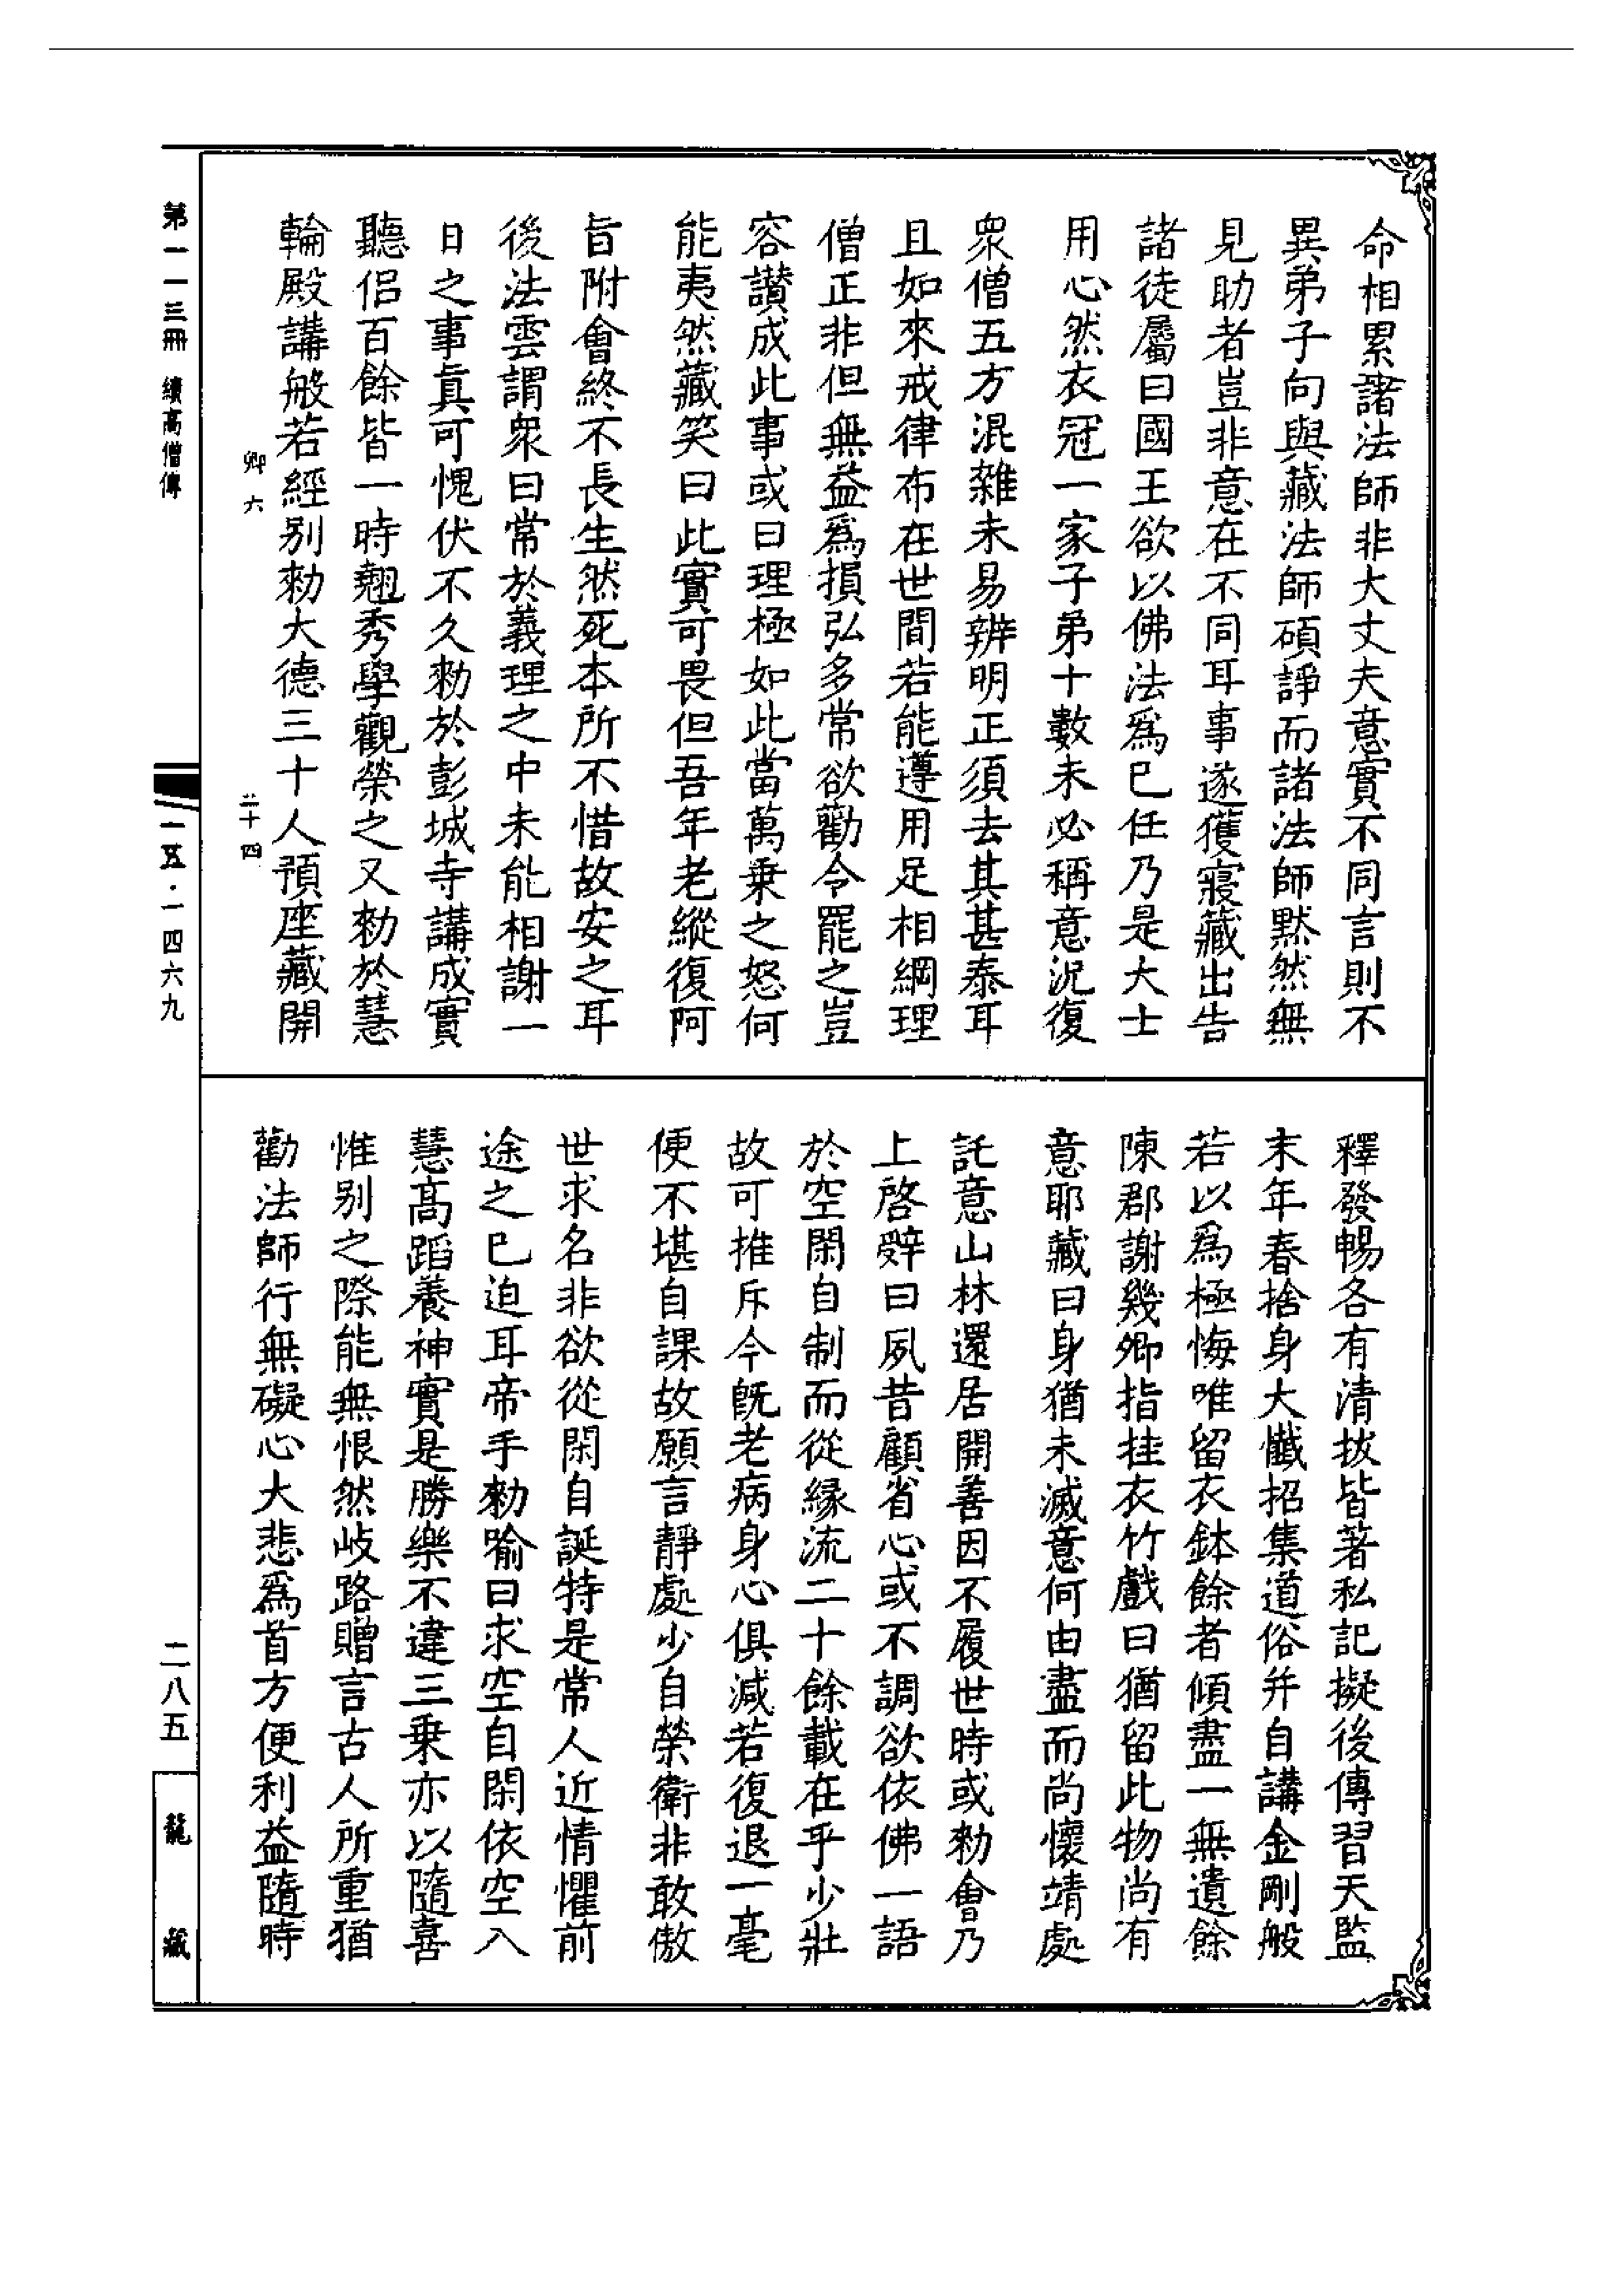 命相累諸法師非大丈夫意實不同言則不
異弟子向與藏法師碩諍而諸法師默然無
見助者豈非意在不同耳事遂獲寢藏出告
諸徒屬曰國王欲以佛法爲已任乃是大士
用心然衣冠一家子弟十數未必稱意況復
衆僧五方混雜未易辨明正須去其甚泰耳
且如來戒律布在世間若能遵用足相綱理
僧正非但無益爲損弘多常欲勸令罷之豈
容讃成此事或曰理極如此當萬乗之怒何
能夷然藏笑曰此實可畏但吾年老縱復阿
旨附會終不長生然死本所不惜故安之耳
後法雲謂衆曰常於義理之中未能相謝一
日之事真可愧伏不久勑於彭城寺講成實
聽侶百餘皆一時翹秀學觀榮之又勑於慧
輪殿講般若經别勑大德三十人預座藏開
卿六
二十四
釋發暢各有清拔皆著私記擬後傳習天監
末年春捨身大懺招集道俗并自講金剛般
若以爲極悔唯留衣鉢餘者傾盡一無遺餘
陳郡謝幾卿指挂衣竹戲曰猶留此物尚有
意耶藏曰身猶未滅意何由盡而尚懷靖處
託意山林還居開善因不履世時或勑會乃
上啓辭曰夙昔顧省心或不調欲依佛一語
於空閑自制而從緣流二十餘載在乎少壯
故可推斥今旣老病身心俱減若復退一毫
便不堪自課故願言靜處少自榮衛非敢傲
世求名非欲從閑自誕特是常人近情懼前
途之已迫耳帝手勑喻曰求空自閑依空入
慧高蹈養神實是勝樂不違三乗亦以隨喜
惟别之際能無恨然岐路贈言古人所重猶
勸法師行無礙心大悲爲首方便利益隨時
第一一三冊 續高僧傳
一五·一四六九
二八五
龍藏